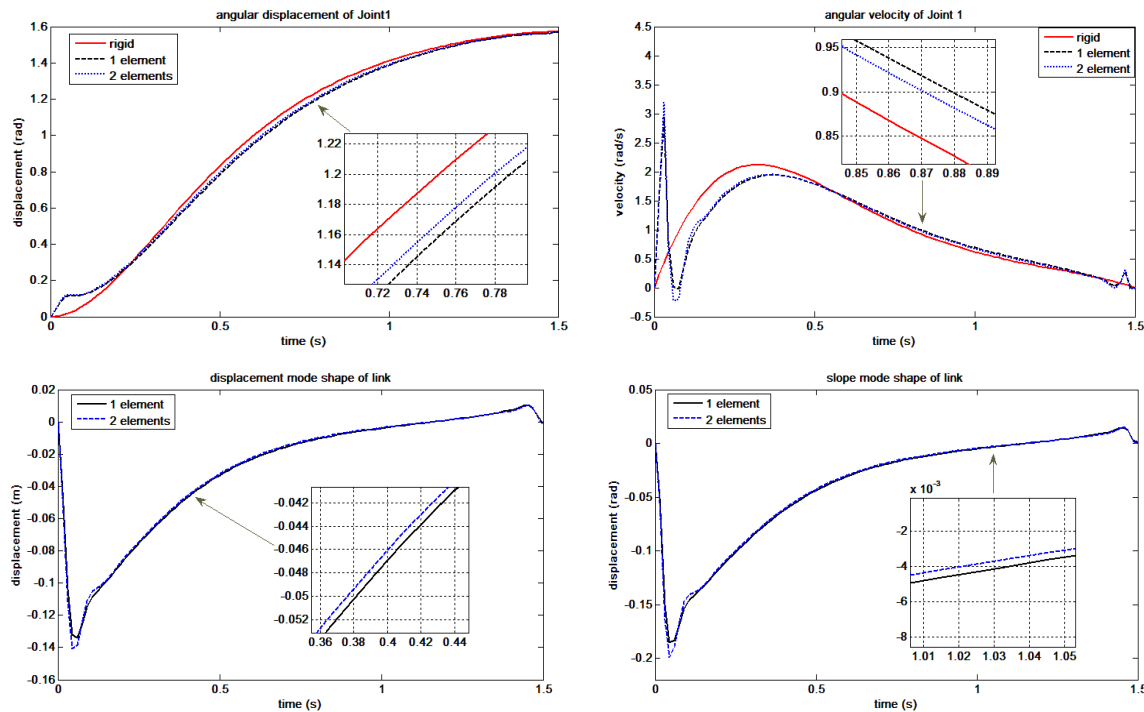 angular displacement of Joint1
displacement (rad)
1.6
1.4
1.2
1
0.8
0.6
0.4
0.2
0
rigid
1 element
2 elements
1.22
1.2
1.18
1.16
1.14
0.72 0.74 0.76 0.78
0 0.5 1 1.5
time (s)
angular velocity of Joint 1
velocity (rad/s)
4.5
4
3.5
3
2.5
2
1.5
1
0.5
0
-0.5
0.95
0.9
0.85
0.85 0.86 0.87 0.88 0.89
rigid
1 element
2 element
0 0.5 1 1.5
time (s)
displacement mode shape of link
displacement (m)
0.02
0
-0.02
-0.04
-0.06
-0.08
-0.1
-0.12
-0.14
-0.16
1 element
2 elements
-0.042
-0.044
-0.046
-0.048
-0.05
-0.052
0.36 0.38 0.4 0.42 0.44
0 0.5 1 1.5
time (s)
slope mode shape of link
displacement (rad)
0.05
0
-0.05
-0.1
-0.15
-0.2
1 element
2 elements
x 10-3
-2
-4
-6
-8
1.01 1.02 1.03 1.04 1.05
0 0.5 1 1.5
time (s)